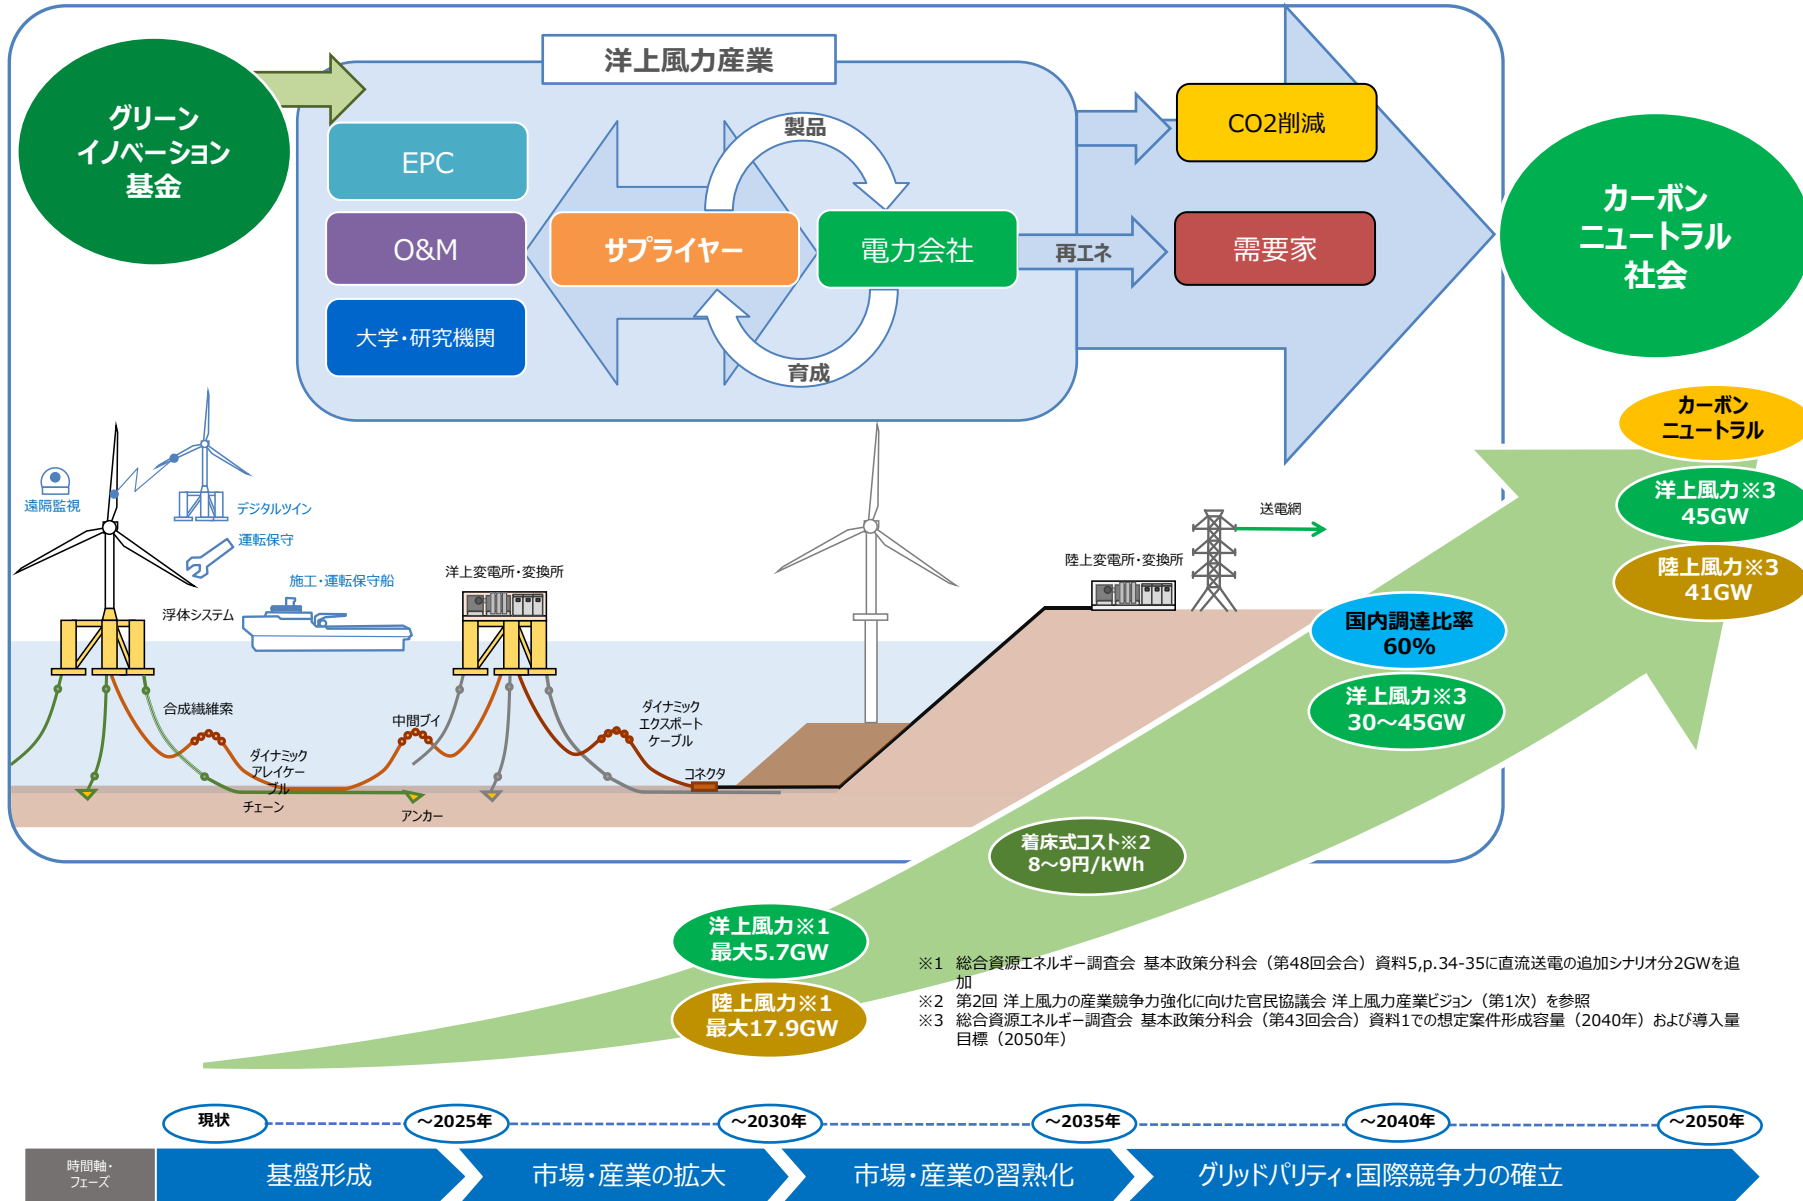 グリーン
イノベーション
基金
洋上風力産業
EPC
O&M
大学・研究機関
製品
サプライヤー
電力会社
育成
再エネ
CO2削減
需要家
カーボン
ニュートラル
社会
カーボン
ニュートラル
洋上風力※3
45GW
陸上風力※3
41GW
遠隔監視
デジタルツイン
運転保守
施工・運転保守船
浮体システム
洋上変電所・変換所
陸上変電所・変換所
送電網
合成繊維索
中間ブイ
ダイナミック
エクスポート
ケーブル
ダイナミック
アレイケー
ブル
チェーン
コネクタ
アンカー
国内調達比率
60%
洋上風力※3
30～45GW
着床式コスト※2
8～9円/kWh
洋上風力※1
最大5.7GW
陸上風力※1
最大17.9GW
※1 総合資源エネルギー調査会 基本政策分科会（第48回会合）資料5,p.34-35に直流送電の追加シナリオ分2GWを追
加
※2 第2回 洋上風力の産業競争力強化に向けた官民協議会 洋上風力産業ビジョン（第1次）を参照
※3 総合資源エネルギー調査会 基本政策分科会（第43回会合）資料1での想定案件形成容量（2040年）および導入量
目標（2050年）
現状
～2025年
～2030年
～2035年
～2040年
～2050年
時間軸・
フェーズ
基盤形成
市場・産業の拡大
市場・産業の習熟化
グリッドパリティ・国際競争力の確立